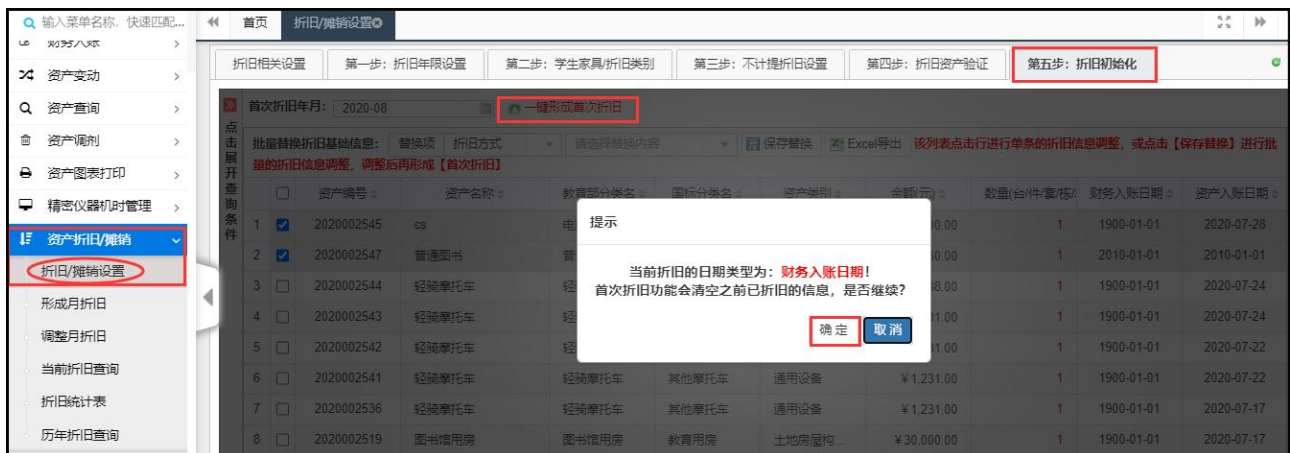 输入菜单名称, 快速匹配...
首页 折旧/摊销设置
财务入账
资产变动
资产查询
资产调剂
资产图表打印
精密仪器机时管理
资产折旧/摊销
折旧/摊销设置
形成月折旧
调整月折旧
当前折旧查询
折旧统计表
历年折旧查询
折旧相关设置 第一步：折旧年限设置 第二步：学生家具/折旧类别 第三步：不计提折旧设置 第四步：折旧资产验证 第五步：折旧初始化
点击展开查询条件
首次折旧年月： 2020-08 一键形成首次折旧
批量替换折旧基础信息： 替换项 折旧方式 请选择替换内容 保存替换 Excel导出 该列表点击行进行单条的折旧信息调整，或点击【保存替换】进行批
量的折旧信息调整，调整后再形成【首次折旧】
资产编号 资产名称 教育部分类名 国标分类名 资产类别 金额(元) 数量(台/件/套/栋/ 财务入账日期 资产入账日期
1 2020002545 cs 电 0.00 1 1900-01-01 2020-07-28
2 2020002547 普通图书 普 0.00 1 2010-01-01 2010-01-01
3 2020002544 轻骑摩托车 轻 8.00 1 1900-01-01 2020-07-24
4 2020002543 轻骑摩托车 轻 1.00 1 1900-01-01 2020-07-24
5 2020002542 轻骑摩托车 轻 1.00 1 1900-01-01 2020-07-22
6 2020002541 轻骑摩托车 轻骑摩托车 其他摩托车 通用设备 ¥1,231.00 1 1900-01-01 2020-07-22
7 2020002536 轻骑摩托车 轻骑摩托车 其他摩托车 通用设备 ¥1,231.00 1 1900-01-01 2020-07-17
8 2020002519 图书馆用房 图书馆用房 教育用房 土地房屋构... ¥30,000.00 1 1900-01-01 2020-07-17
提示
当前折旧的日期类型为：财务入账日期！
首次折旧功能会清空之前已折旧的信息，是否继续？
确定 取消